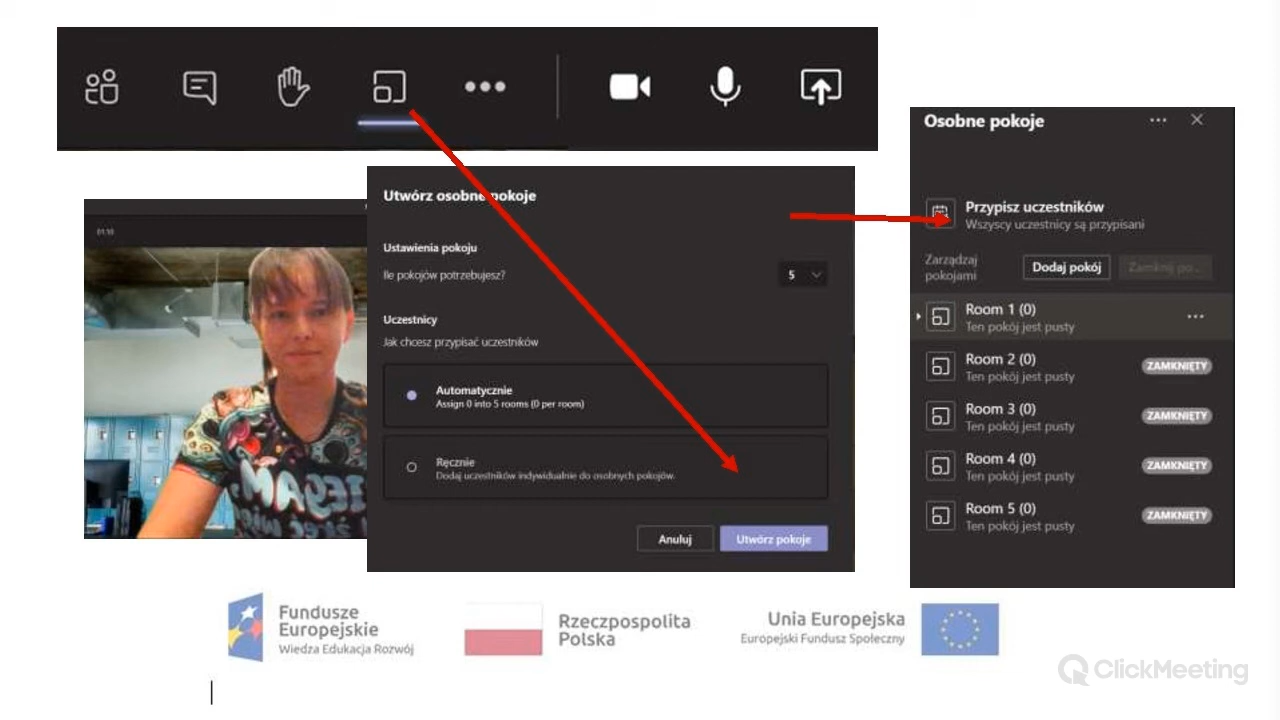 Osobne pokoje
Utwórz osobne pokoje
Przypisz uczestników
Wszyscy uczestnicy są przypisani
01:10
Ustawienia pokoju
Ile pokojów potrzebujesz?
5
Zarządzaj
pokojami
Dodaj pokój
Zamknij po...
Uczestnicy
Jak chcesz przypisać uczestników
Automatycznie
Assign 0 into 5 rooms (0 per room)
Ręcznie
Dodaj uczestników indywidualnie do osobnych pokojów.
Anuluj
Utwórz pokoje
Room 1 (0)
Ten pokój jest pusty
Room 2 (0)
Ten pokój jest pusty
ZAMKNIĘTY
Room 3 (0)
Ten pokój jest pusty
ZAMKNIĘTY
Room 4 (0)
Ten pokój jest pusty
ZAMKNIĘTY
Room 5 (0)
Ten pokój jest pusty
ZAMKNIĘTY
Fundusze
Europejskie
Wiedza Edukacja Rozwój
Rzeczpospolita
Polska
Unia Europejska
Europejski Fundusz Społeczny
ClickMeeting